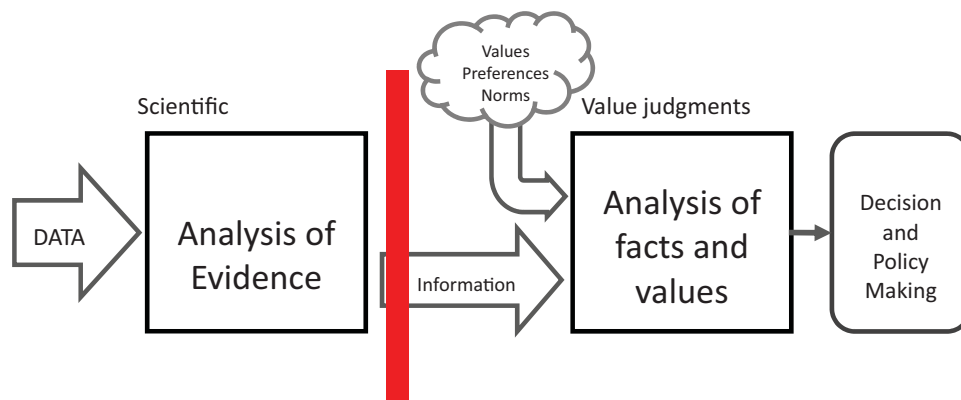 Values
Preferences
Norms
Scientific
Value judgments
DATA
Analysis of
Evidence
Information
Analysis of
facts and
values
Decision
and
Policy
Making